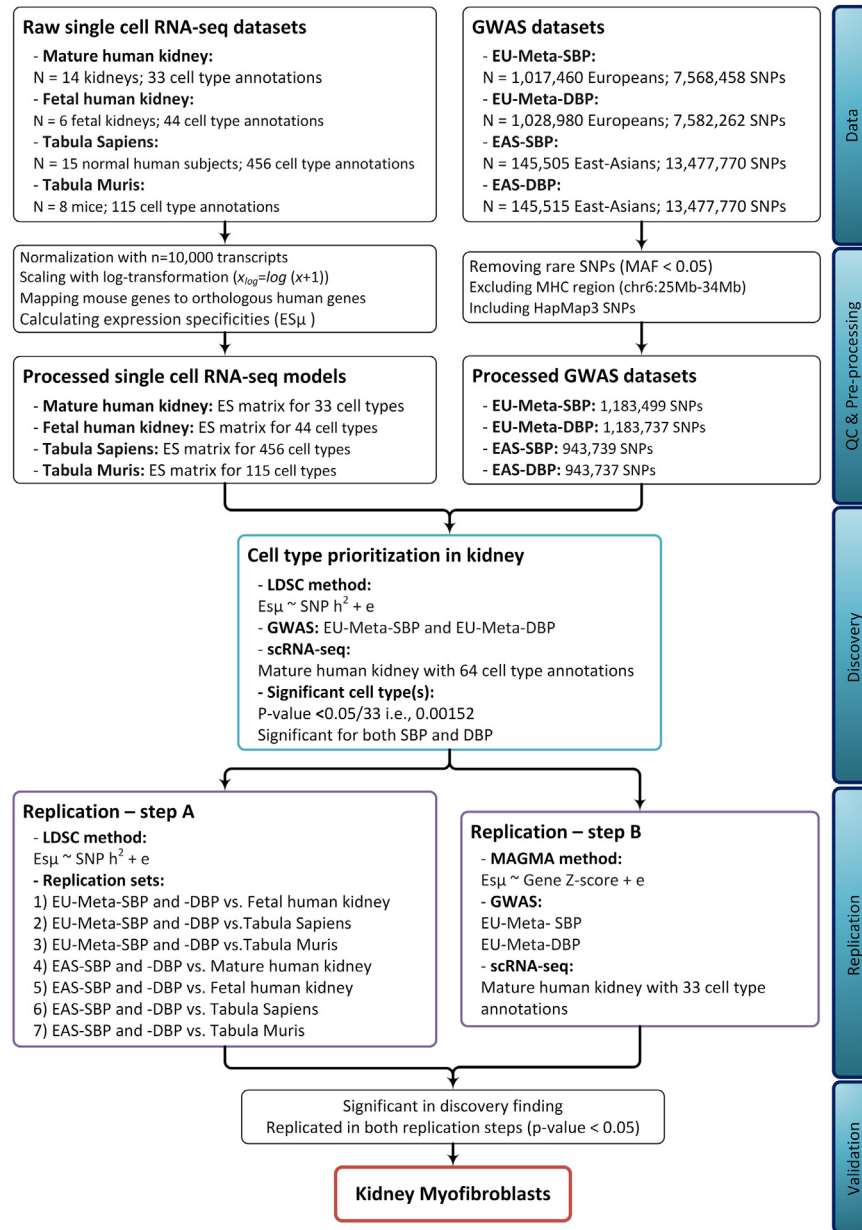 Raw single cell RNA-seq datasets
- Mature human kidney:
N = 14 kidneys; 33 cell type annotations
- Fetal human kidney:
N = 6 fetal kidneys; 44 cell type annotations
- Tabula Sapiens:
N = 15 normal human subjects; 456 cell type annotations
- Tabula Muris:
N = 8 mice; 115 cell type annotations
GWAS datasets
- EU-Meta-SBP:
N = 1,017,460 Europeans; 7,568,458 SNPs
- EU-Meta-DBP:
N = 1,028,980 Europeans; 7,582,262 SNPs
- EAS-SBP:
N = 145,505 East-Asians; 13,477,770 SNPs
- EAS-DBP:
N = 145,515 East-Asians; 13,477,770 SNPs
Data
Normalization with n=10,000 transcripts
Scaling with log-transformation (xlog=log (x+1))
Mapping mouse genes to orthologous human genes
Calculating expression specificities (ESμ )
Removing rare SNPs (MAF < 0.05)
Excluding MHC region (chr6:25Mb-34Mb)
Including HapMap3 SNPs
Processed single cell RNA-seq models
- Mature human kidney: ES matrix for 33 cell types
- Fetal human kidney: ES matrix for 44 cell types
- Tabula Sapiens: ES matrix for 456 cell types
- Tabula Muris: ES matrix for 115 cell types
Processed GWAS datasets
- EU-Meta-SBP: 1,183,499 SNPs
- EU-Meta-DBP: 1,183,737 SNPs
- EAS-SBP: 943,739 SNPs
- EAS-DBP: 943,737 SNPs
QC & Pre-processing
Cell type prioritization in kidney
- LDSC method:
Esμ ~ SNP h² + e
- GWAS: EU-Meta-SBP and EU-Meta-DBP
- scRNA-seq:
Mature human kidney with 64 cell type annotations
- Significant cell type(s):
P-value <0.05/33 i.e., 0.00152
Significant for both SBP and DBP
Discovery
Replication – step A
- LDSC method:
Esμ ~ SNP h² + e
- Replication sets:
1) EU-Meta-SBP and -DBP vs. Fetal human kidney
2) EU-Meta-SBP and -DBP vs.Tabula Sapiens
3) EU-Meta-SBP and -DBP vs.Tabula Muris
4) EAS-SBP and -DBP vs. Mature human kidney
5) EAS-SBP and -DBP vs. Fetal human kidney
6) EAS-SBP and -DBP vs. Tabula Sapiens
7) EAS-SBP and -DBP vs. Tabula Muris
Replication – step B
- MAGMA method:
Esμ ~ Gene Z-score + e
- GWAS:
EU-Meta- SBP
EU-Meta-DBP
- scRNA-seq:
Mature human kidney with 33 cell type
annotations
Replication
Significant in discovery finding
Replicated in both replication steps (p-value < 0.05)
Kidney Myofibroblasts
Validation